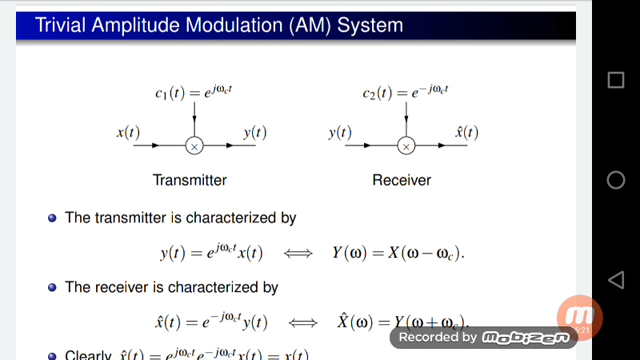 Trivial Amplitude Modulation (AM) System
c₁(t) = e^{jω_c t} c₂(t) = e^{−jω_c t}
x(t) y(t) y(t) x̂(t)
× ×
Transmitter Receiver
The transmitter is characterized by
y(t) = e^{jω_c t}x(t) ⟺ Y(ω) = X(ω − ω_c).
The receiver is characterized by
x̂(t) = e^{−jω_c t}y(t) ⟺ X̂(ω) = Y(ω + ω_c).
Recorded by Mobizen
Clearly, x̂(t) = e^{jω_c t}e^{−jω_c t}x(t) = x(t)